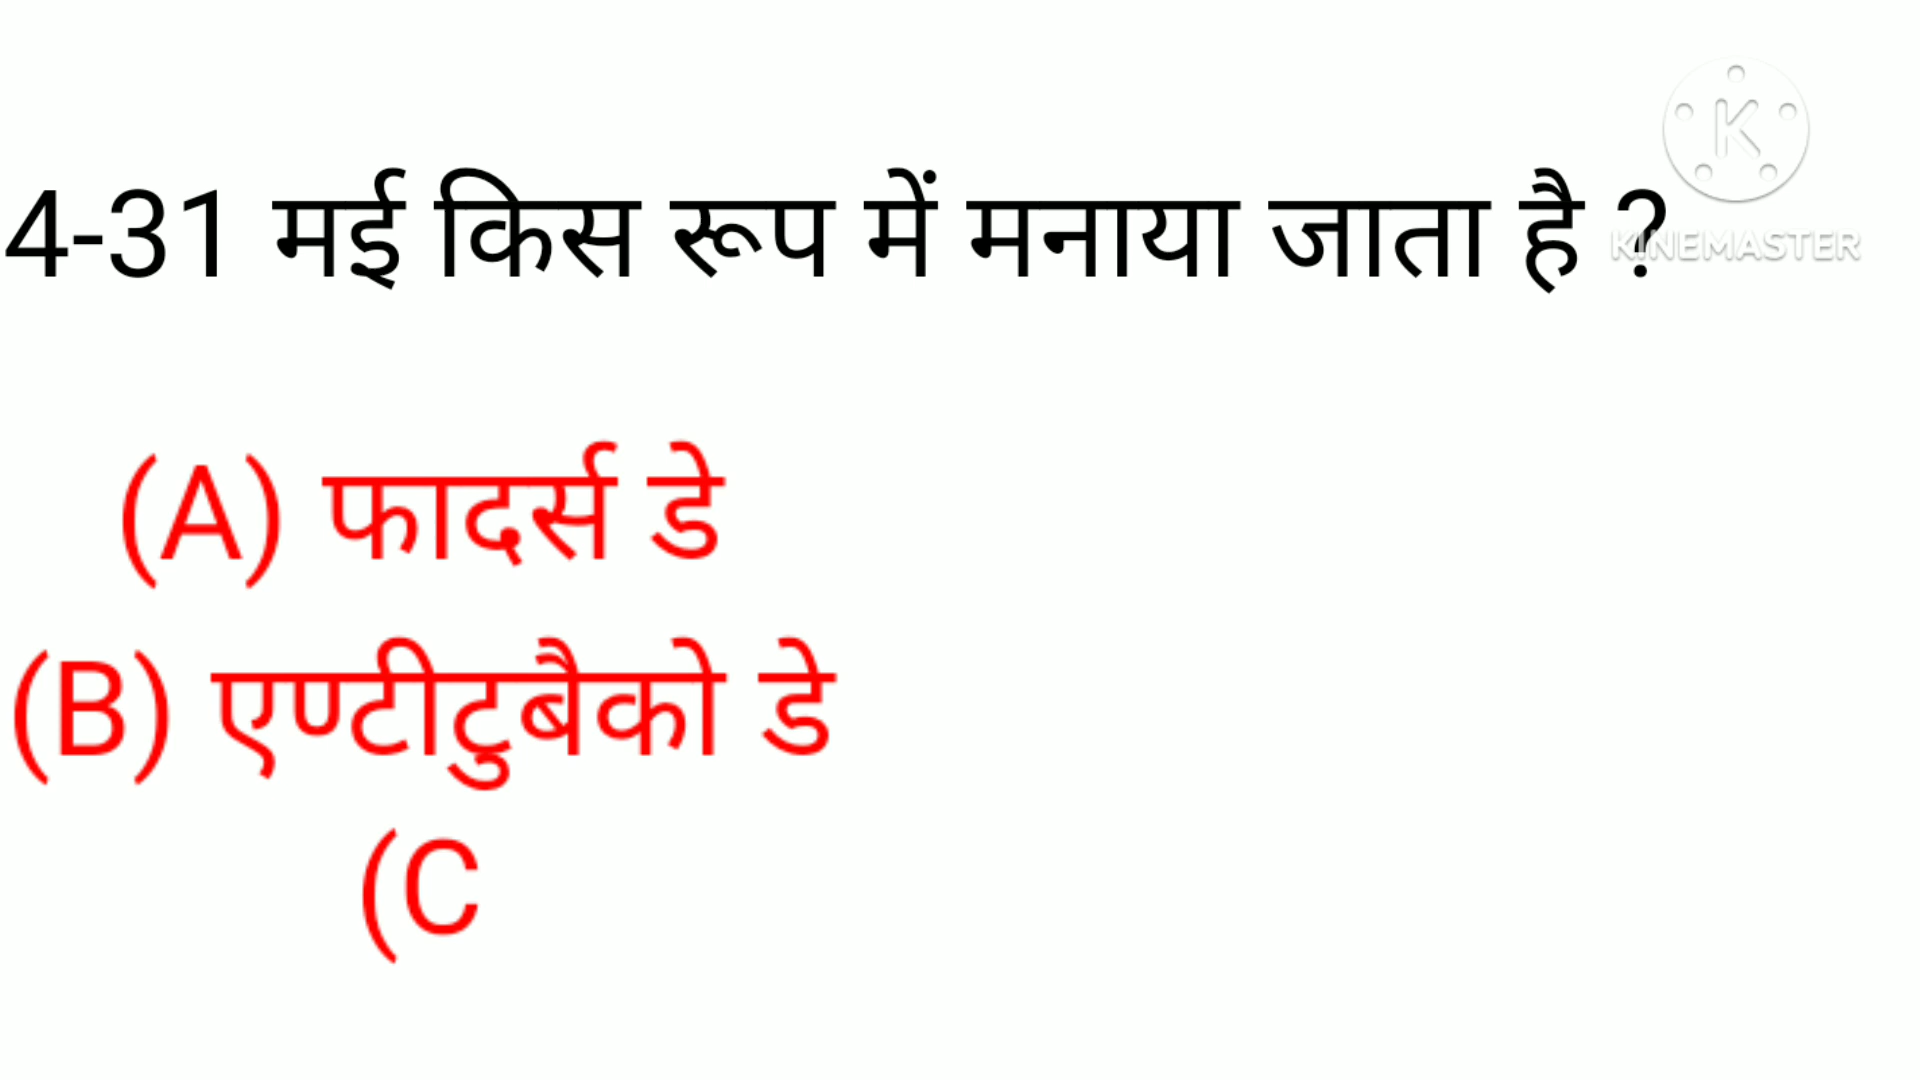 4-31 मई किस रूप में मनाया जाता है ?
KINEMASTER
(A) फादर्स डे
(B) एण्टीटुबैको डे
(C